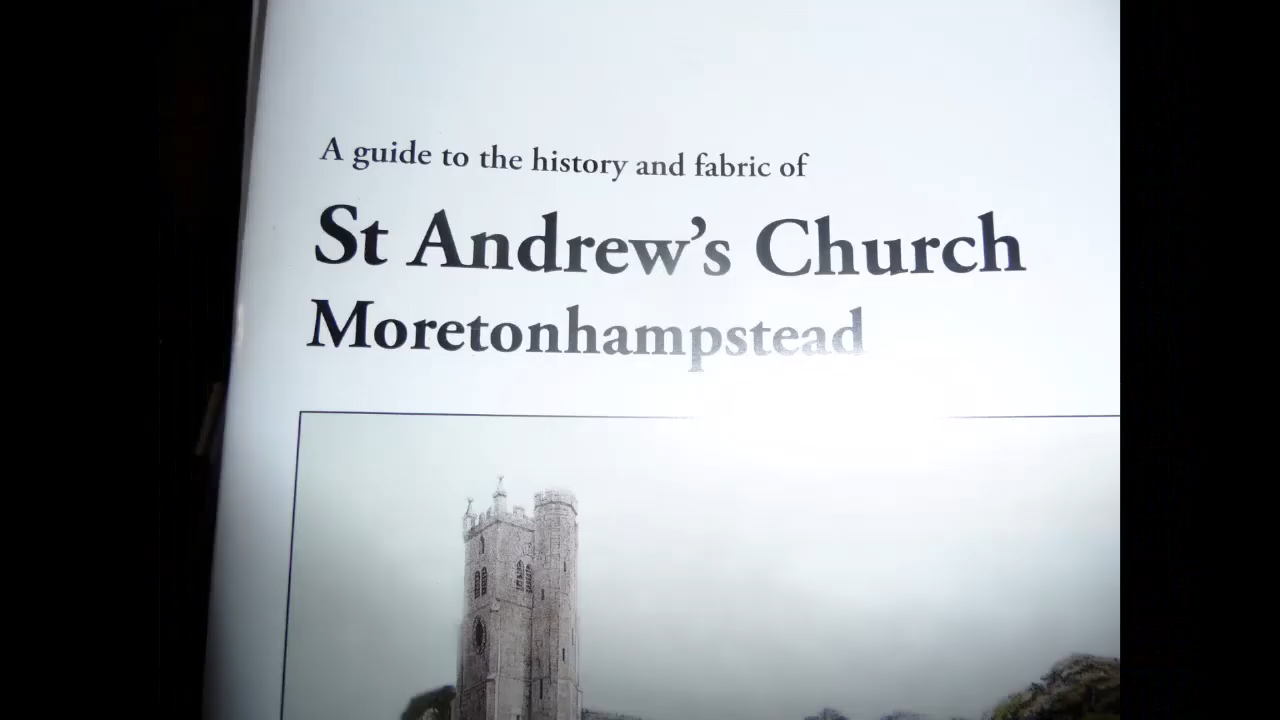 A guide to the history and fabric of
St Andrew’s Church
Moretonhampstead